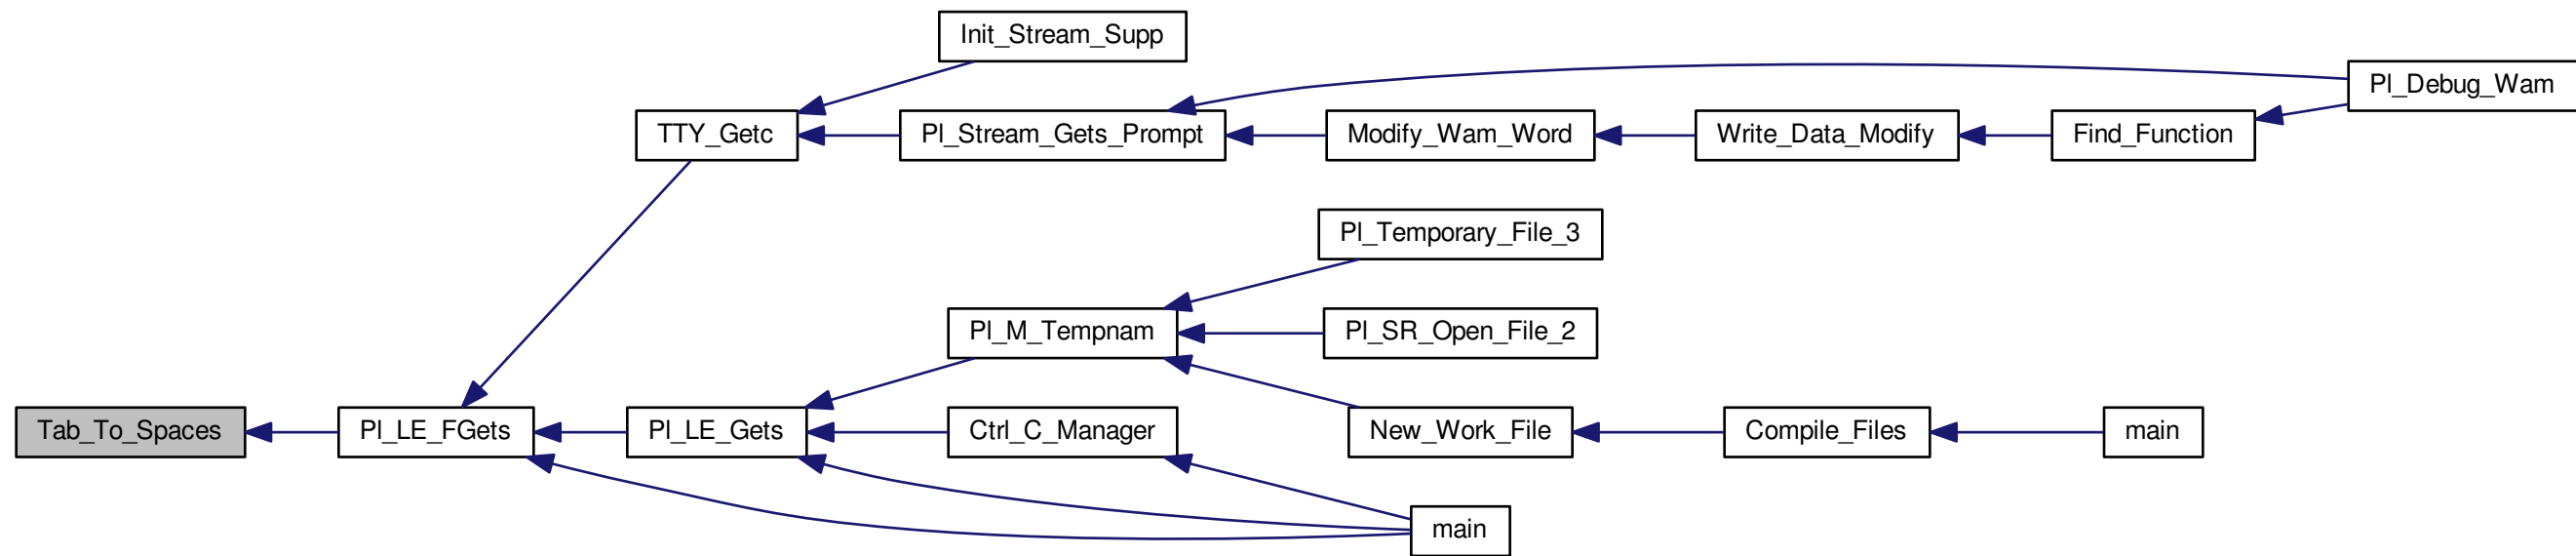 Init_Stream_Supp
Pl_Debug_Wam
TTY_Getc
Pl_Stream_Gets_Prompt
Modify_Wam_Word
Write_Data_Modify
Find_Function
Pl_Temporary_File_3
Pl_M_Tempnam
Pl_SR_Open_File_2
Tab_To_Spaces
Pl_LE_FGets
Pl_LE_Gets
Ctrl_C_Manager
New_Work_File
Compile_Files
main
main